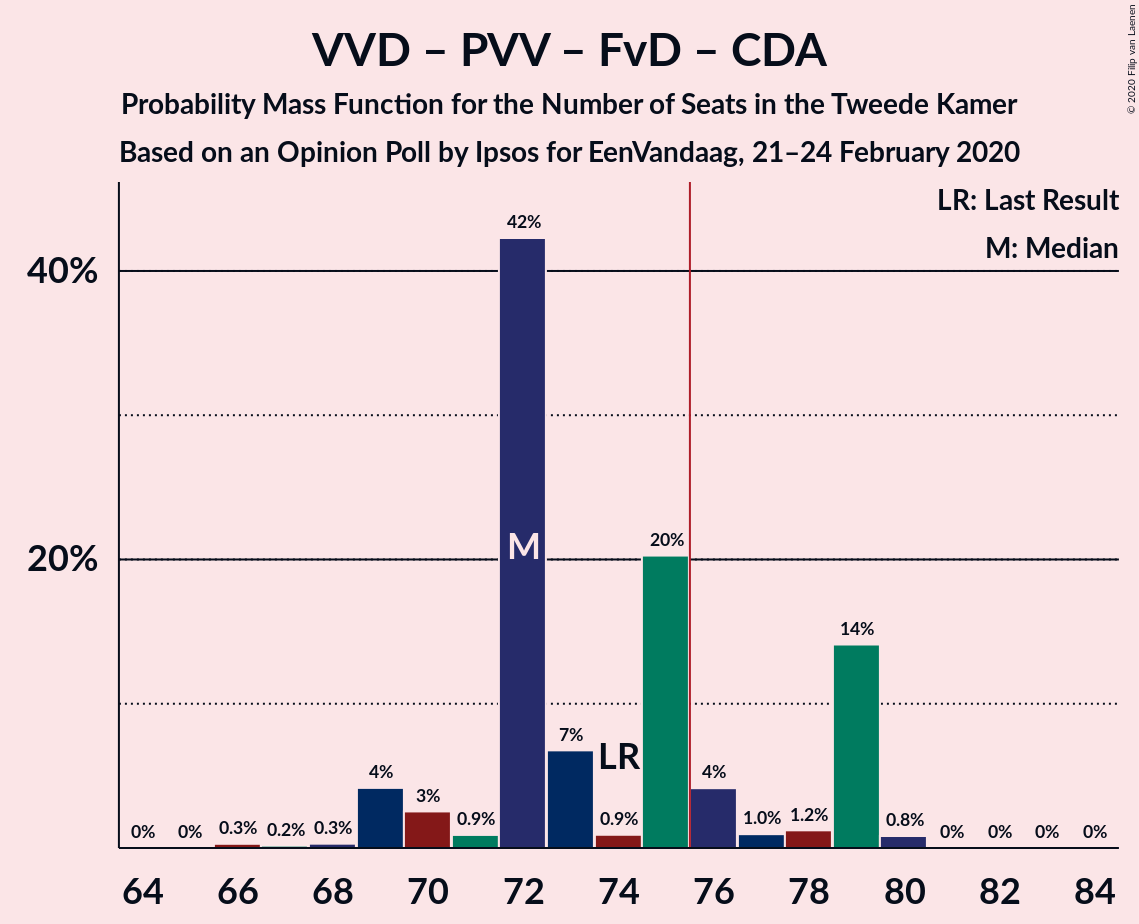 VVD – PVV – FvD – CDA
Probability Mass Function for the Number of Seats in the Tweede Kamer
Based on an Opinion Poll by Ipsos for EenVandaag, 21–24 February 2020
© 2020 Filip van Laenen
LR: Last Result
M: Median
40%
20%
0%
0%
0.3%
0.2%
0.3%
4%
3%
0.9%
42%
M
7%
LR
0.9%
20%
4%
1.0%
1.2%
14%
0.8%
0%
0%
0%
0%
64 66 68 70 72 74 76 78 80 82 84